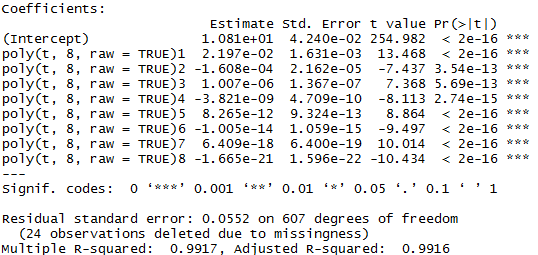 Coefficients:
Estimate Std. Error t value Pr(>|t|)
(Intercept) 1.081e+01 4.240e-02 254.982 < 2e-16 ***
poly(t, 8, raw = TRUE)1 2.197e-02 1.631e-03 13.468 < 2e-16 ***
poly(t, 8, raw = TRUE)2 -1.608e-04 2.162e-05 -7.437 3.54e-13 ***
poly(t, 8, raw = TRUE)3 1.007e-06 1.367e-07 7.368 5.69e-13 ***
poly(t, 8, raw = TRUE)4 -3.821e-09 4.709e-10 -8.113 2.74e-15 ***
poly(t, 8, raw = TRUE)5 8.265e-12 9.324e-13 8.864 < 2e-16 ***
poly(t, 8, raw = TRUE)6 -1.005e-14 1.059e-15 -9.497 < 2e-16 ***
poly(t, 8, raw = TRUE)7 6.409e-18 6.400e-19 10.014 < 2e-16 ***
poly(t, 8, raw = TRUE)8 -1.665e-21 1.596e-22 -10.434 < 2e-16 ***
---
Signif. codes: 0 ‘***’ 0.001 ‘**’ 0.01 ‘*’ 0.05 ‘.’ 0.1 ‘ ’ 1
Residual standard error: 0.0552 on 607 degrees of freedom
(24 observations deleted due to missingness)
Multiple R-squared: 0.9917, Adjusted R-squared: 0.9916